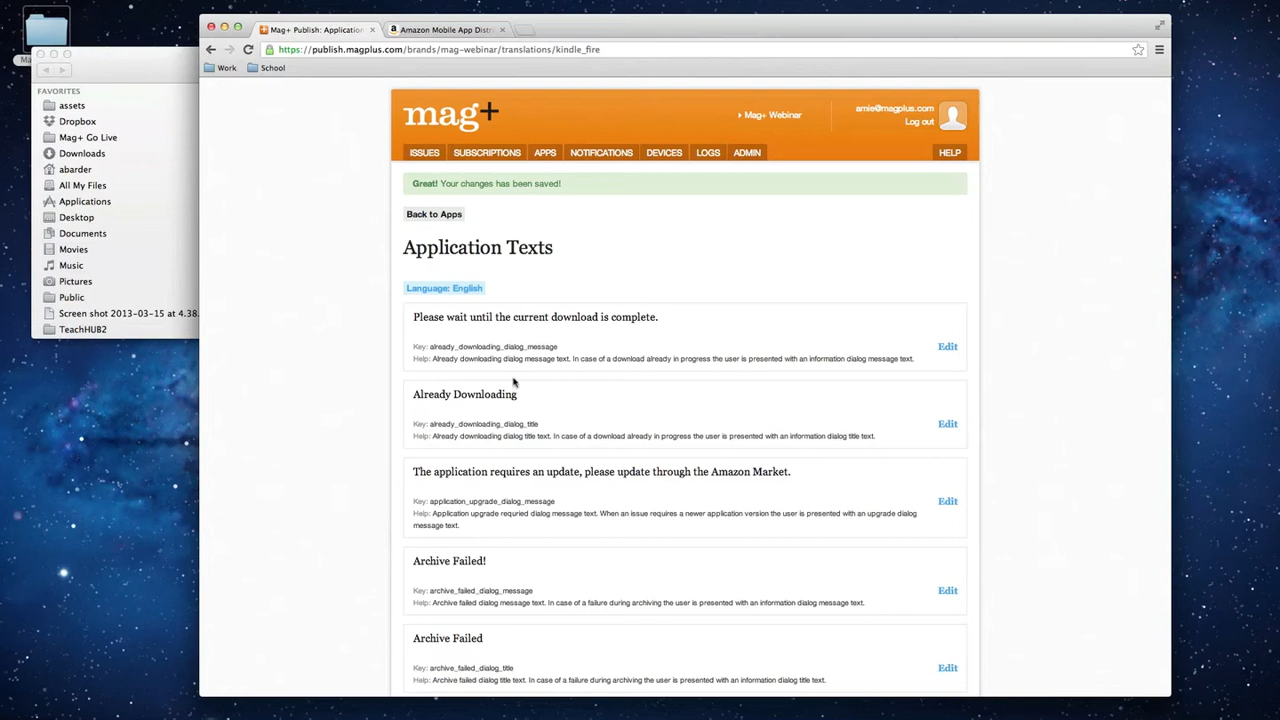 Mag+ Publish: Application
Amazon Mobile App Distri
https://publish.magplus.com/brands/mag-webinar/translations/kindle_fire
Work
School
FAVORITES
assets
Dropbox
Mag+ Go Live
Downloads
abarder
All My Files
Applications
Desktop
Documents
Movies
Music
Pictures
Public
Screen shot 2013-03-15 at 4.38.
TeachHUB2
mag+
Mag+ Webinar
amie@magplus.com
Log out
ISSUES
SUBSCRIPTIONS
APPS
NOTIFICATIONS
DEVICES
LOGS
ADMIN
HELP
Great! Your changes has been saved!
Back to Apps
Application Texts
Language: English
Please wait until the current download is complete.
Key: already_downloading_dialog_message
Edit
Help: Already downloading dialog message text. In case of a download already in progress the user is presented with an information dialog message text.
Already Downloading
Key: already_downloading_dialog_title
Edit
Help: Already downloading dialog title text. In case of a download already in progress the user is presented with an information dialog title text.
The application requires an update, please update through the Amazon Market.
Key: application_upgrade_dialog_message
Edit
Help: Application upgrade requried dialog message text. When an issue requires a newer application version the user is presented with an upgrade dialog
message text.
Archive Failed!
Key: archive_failed_dialog_message
Edit
Help: Archive failed dialog message text. In case of a failure during archiving the user is presented with an information dialog message text.
Archive Failed
Key: archive_failed_dialog_title
Edit
Help: Archive failed dialog title text. In case of a failure during archiving the user is presented with an information dialog title text.